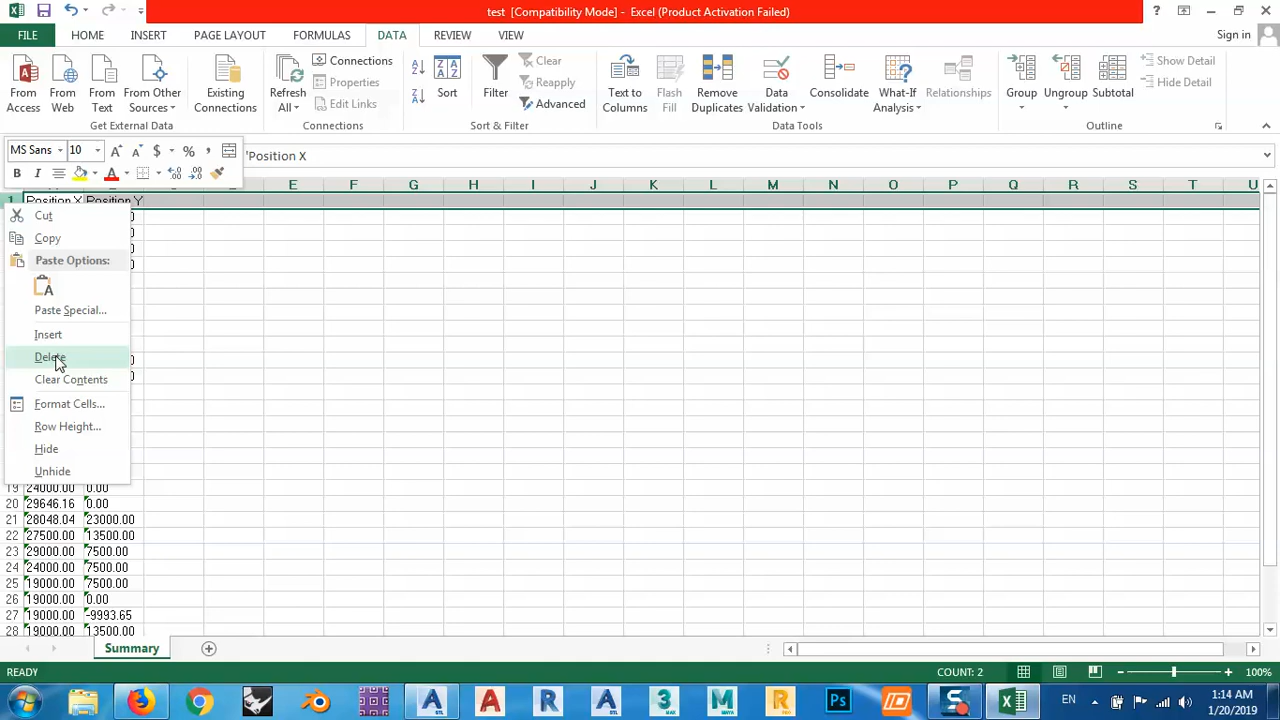 test [Compatibility Mode] - Excel (Product Activation Failed)
FILE HOME INSERT PAGE LAYOUT FORMULAS DATA REVIEW VIEW Sign in
From Access
From Web
From Text
From Other Sources
Existing Connections
Get External Data
Refresh All
Connections
Properties
Edit Links
Connections
Sort
Filter
Clear
Reapply
Advanced
Sort & Filter
Text to Columns
Flash Fill
Remove Duplicates
Data Validation
Consolidate
What-If Analysis
Relationships
Data Tools
Group
Ungroup
Subtotal
Show Detail
Hide Detail
Outline
MS Sans 10
'Position X
E F G H I J K L M N O P Q R S T U
1 Position X Position Y
Cut
Copy
Paste Options:
Paste Special...
Insert
Delete
Clear Contents
Format Cells...
Row Height...
Hide
Unhide
19 24000.00 0.00
20 29646.16 0.00
21 28048.04 23000.00
22 27500.00 13500.00
23 29000.00 7500.00
24 24000.00 7500.00
25 19000.00 7500.00
26 19000.00 0.00
27 19000.00 -9993.65
28 19000.00 13500.00
Summary
READY COUNT: 2 100%
EN 1:14 AM
1/20/2019